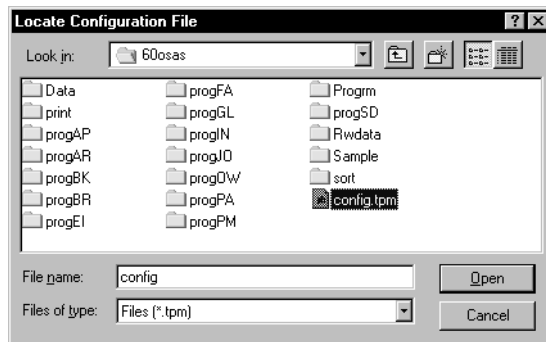 Locate Configuration File
Look in: 60osas
Data progFA Progrm
print progGL progSD
progAP progIN Rwdata
progAR progJO Sample
progBK progOW sort
progBR progPA config.tpm
progEI progPM
File name: config Open
Files of type: Files (*.tpm) Cancel